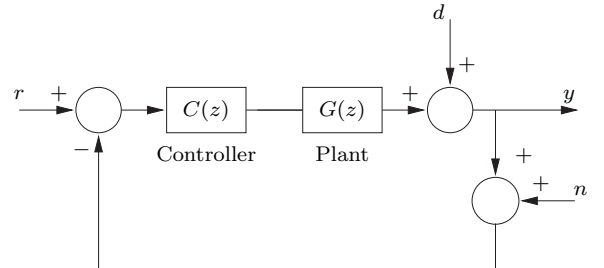 d
+
r
+
C(z)
G(z)
+
y
−
Controller
Plant
+
+
n